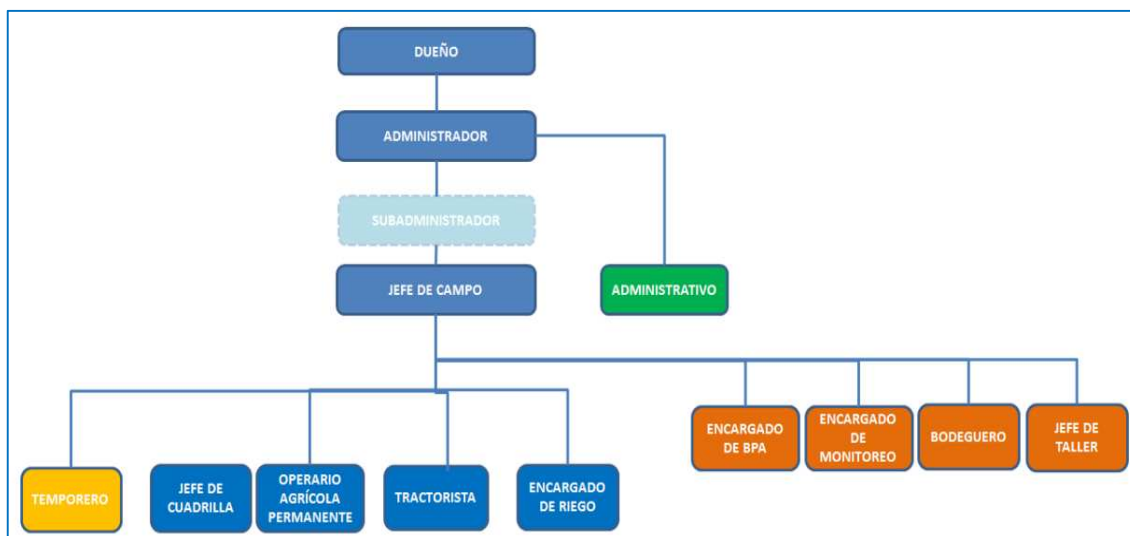 DUEÑO
ADMINISTRADOR
SUBADMINISTRADOR
JEFE DE CAMPO
ADMINISTRATIVO
ENCARGADO
DE BPA
ENCARGADO
DE
MONITOREO
BODEGUERO
JEFE DE
TALLER
TEMPORERO
JEFE DE
CUADRILLA
OPERARIO
AGRÍCOLA
PERMANENTE
TRACTORISTA
ENCARGADO
DE RIEGO